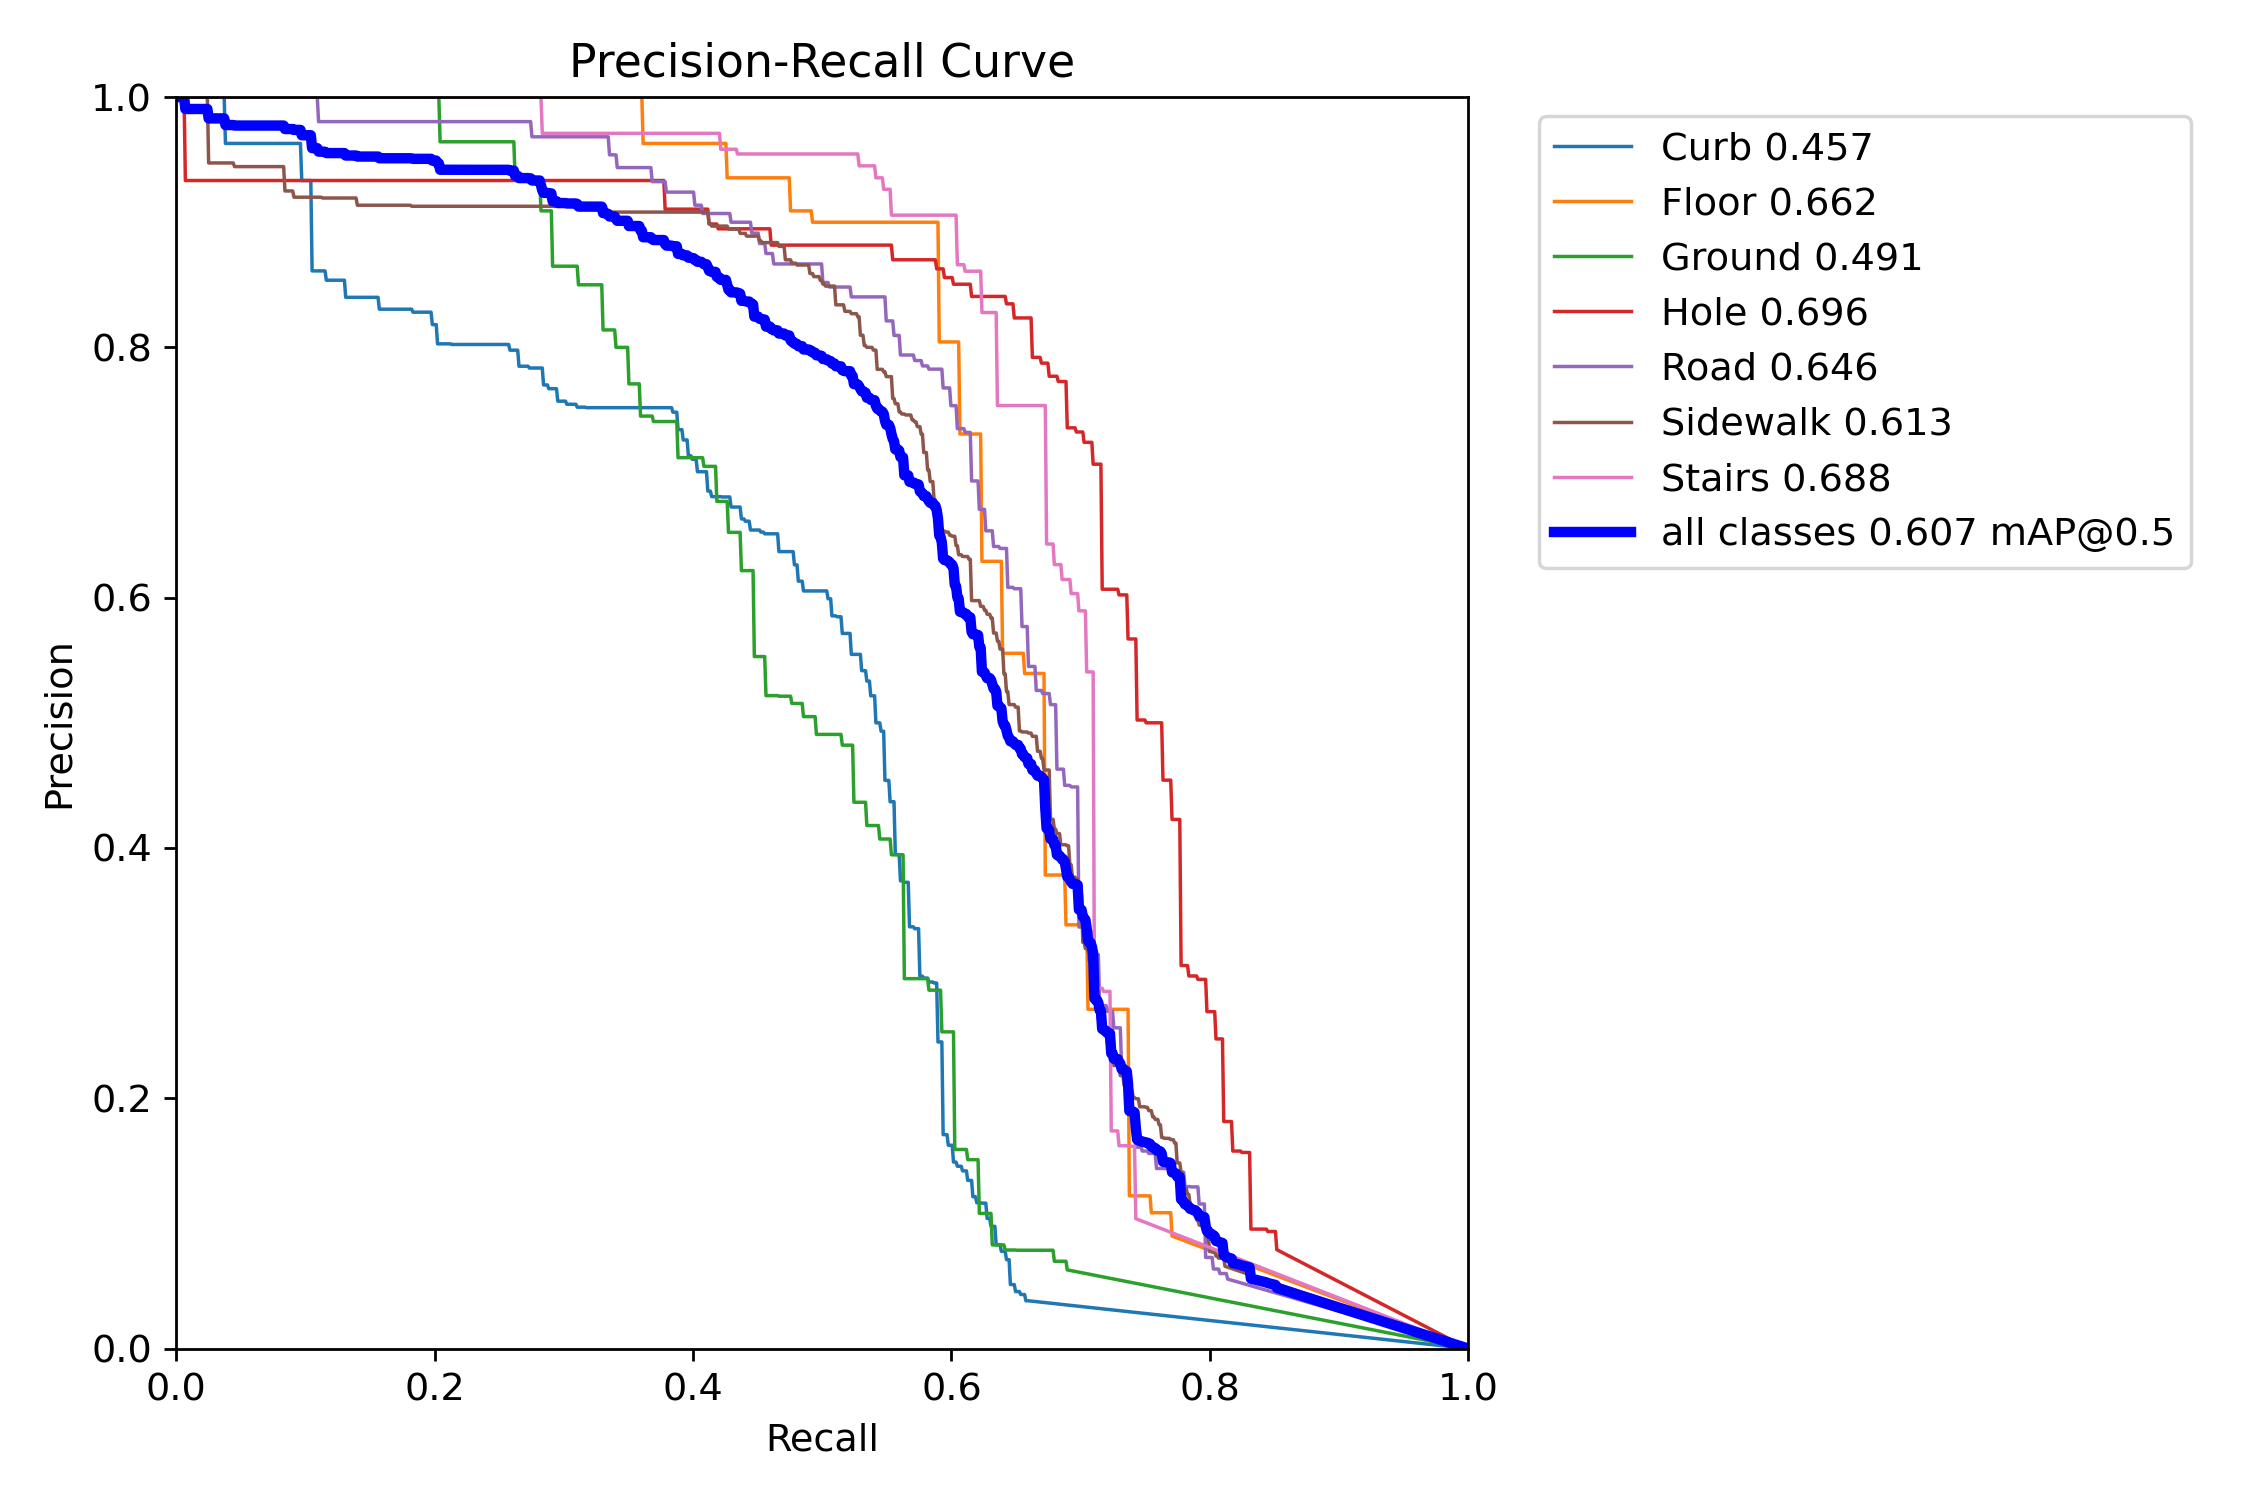 Precision-Recall Curve
1.0
0.8
0.6
0.4
0.2
0.0
Precision
0.0 0.2 0.4 0.6 0.8 1.0
Recall
Curb 0.457
Floor 0.662
Ground 0.491
Hole 0.696
Road 0.646
Sidewalk 0.613
Stairs 0.688
all classes 0.607 mAP@0.5